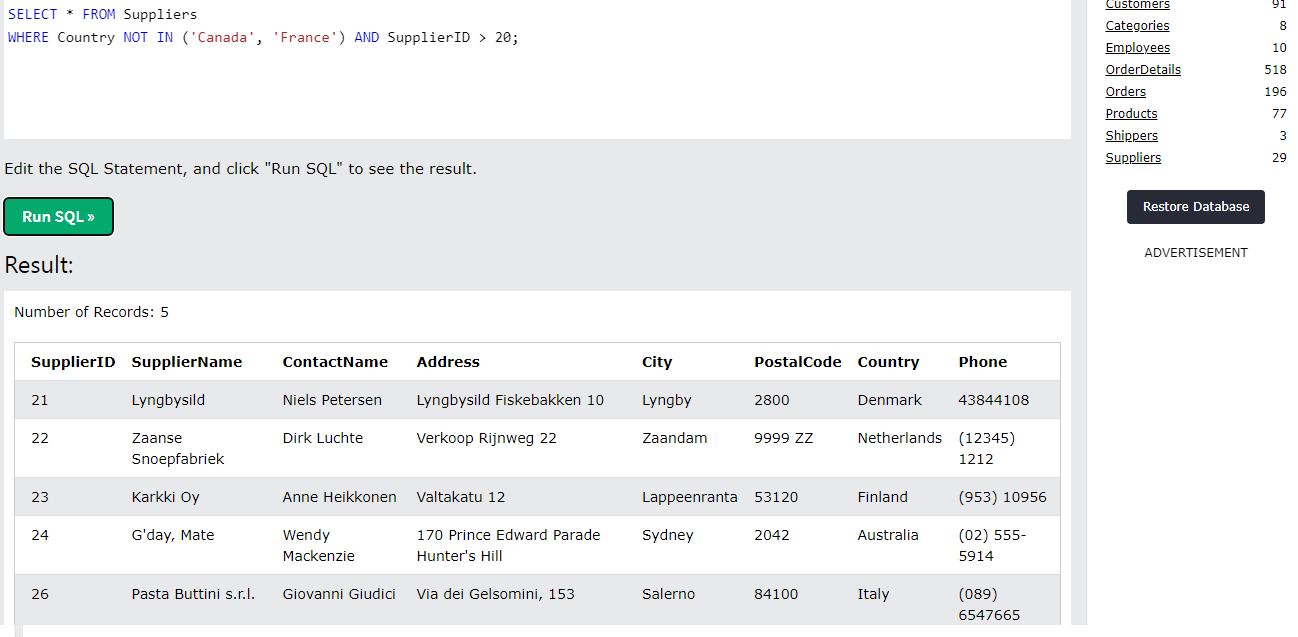 SELECT * FROM Suppliers
WHERE Country NOT IN ('Canada', 'France') AND SupplierID > 20;
Edit the SQL Statement, and click "Run SQL" to see the result.
Run SQL »
Result:
Number of Records: 5
SupplierID SupplierName ContactName Address City PostalCode Country Phone
21 Lyngbysild Niels Petersen Lyngbysild Fiskebakken 10 Lyngby 2800 Denmark 43844108
22 Zaanse Dirk Luchte Verkoop Rijnweg 22 Zaandam 9999 ZZ Netherlands (12345)
Snoepfabriek 1212
23 Karkki Oy Anne Heikkonen Valtakatu 12 Lappeenranta 53120 Finland (953) 10956
24 G'day, Mate Wendy 170 Prince Edward Parade Sydney 2042 Australia (02) 555-
Mackenzie Hunter's Hill 5914
26 Pasta Buttini s.r.l. Giovanni Giudici Via dei Gelsomini, 153 Salerno 84100 Italy (089)
6547665
Customers 91
Categories 8
Employees 10
OrderDetails 518
Orders 196
Products 77
Shippers 3
Suppliers 29
Restore Database
ADVERTISEMENT